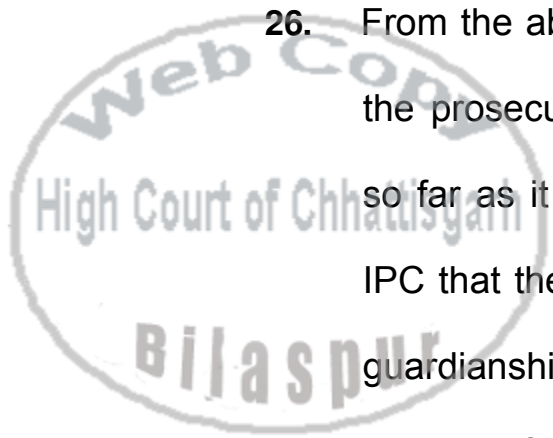 26. From the ab
Web Copy
the prosecu
High Court of Chhattisgarh
so far as it
IPC that the
Bilaspur
guardianshi